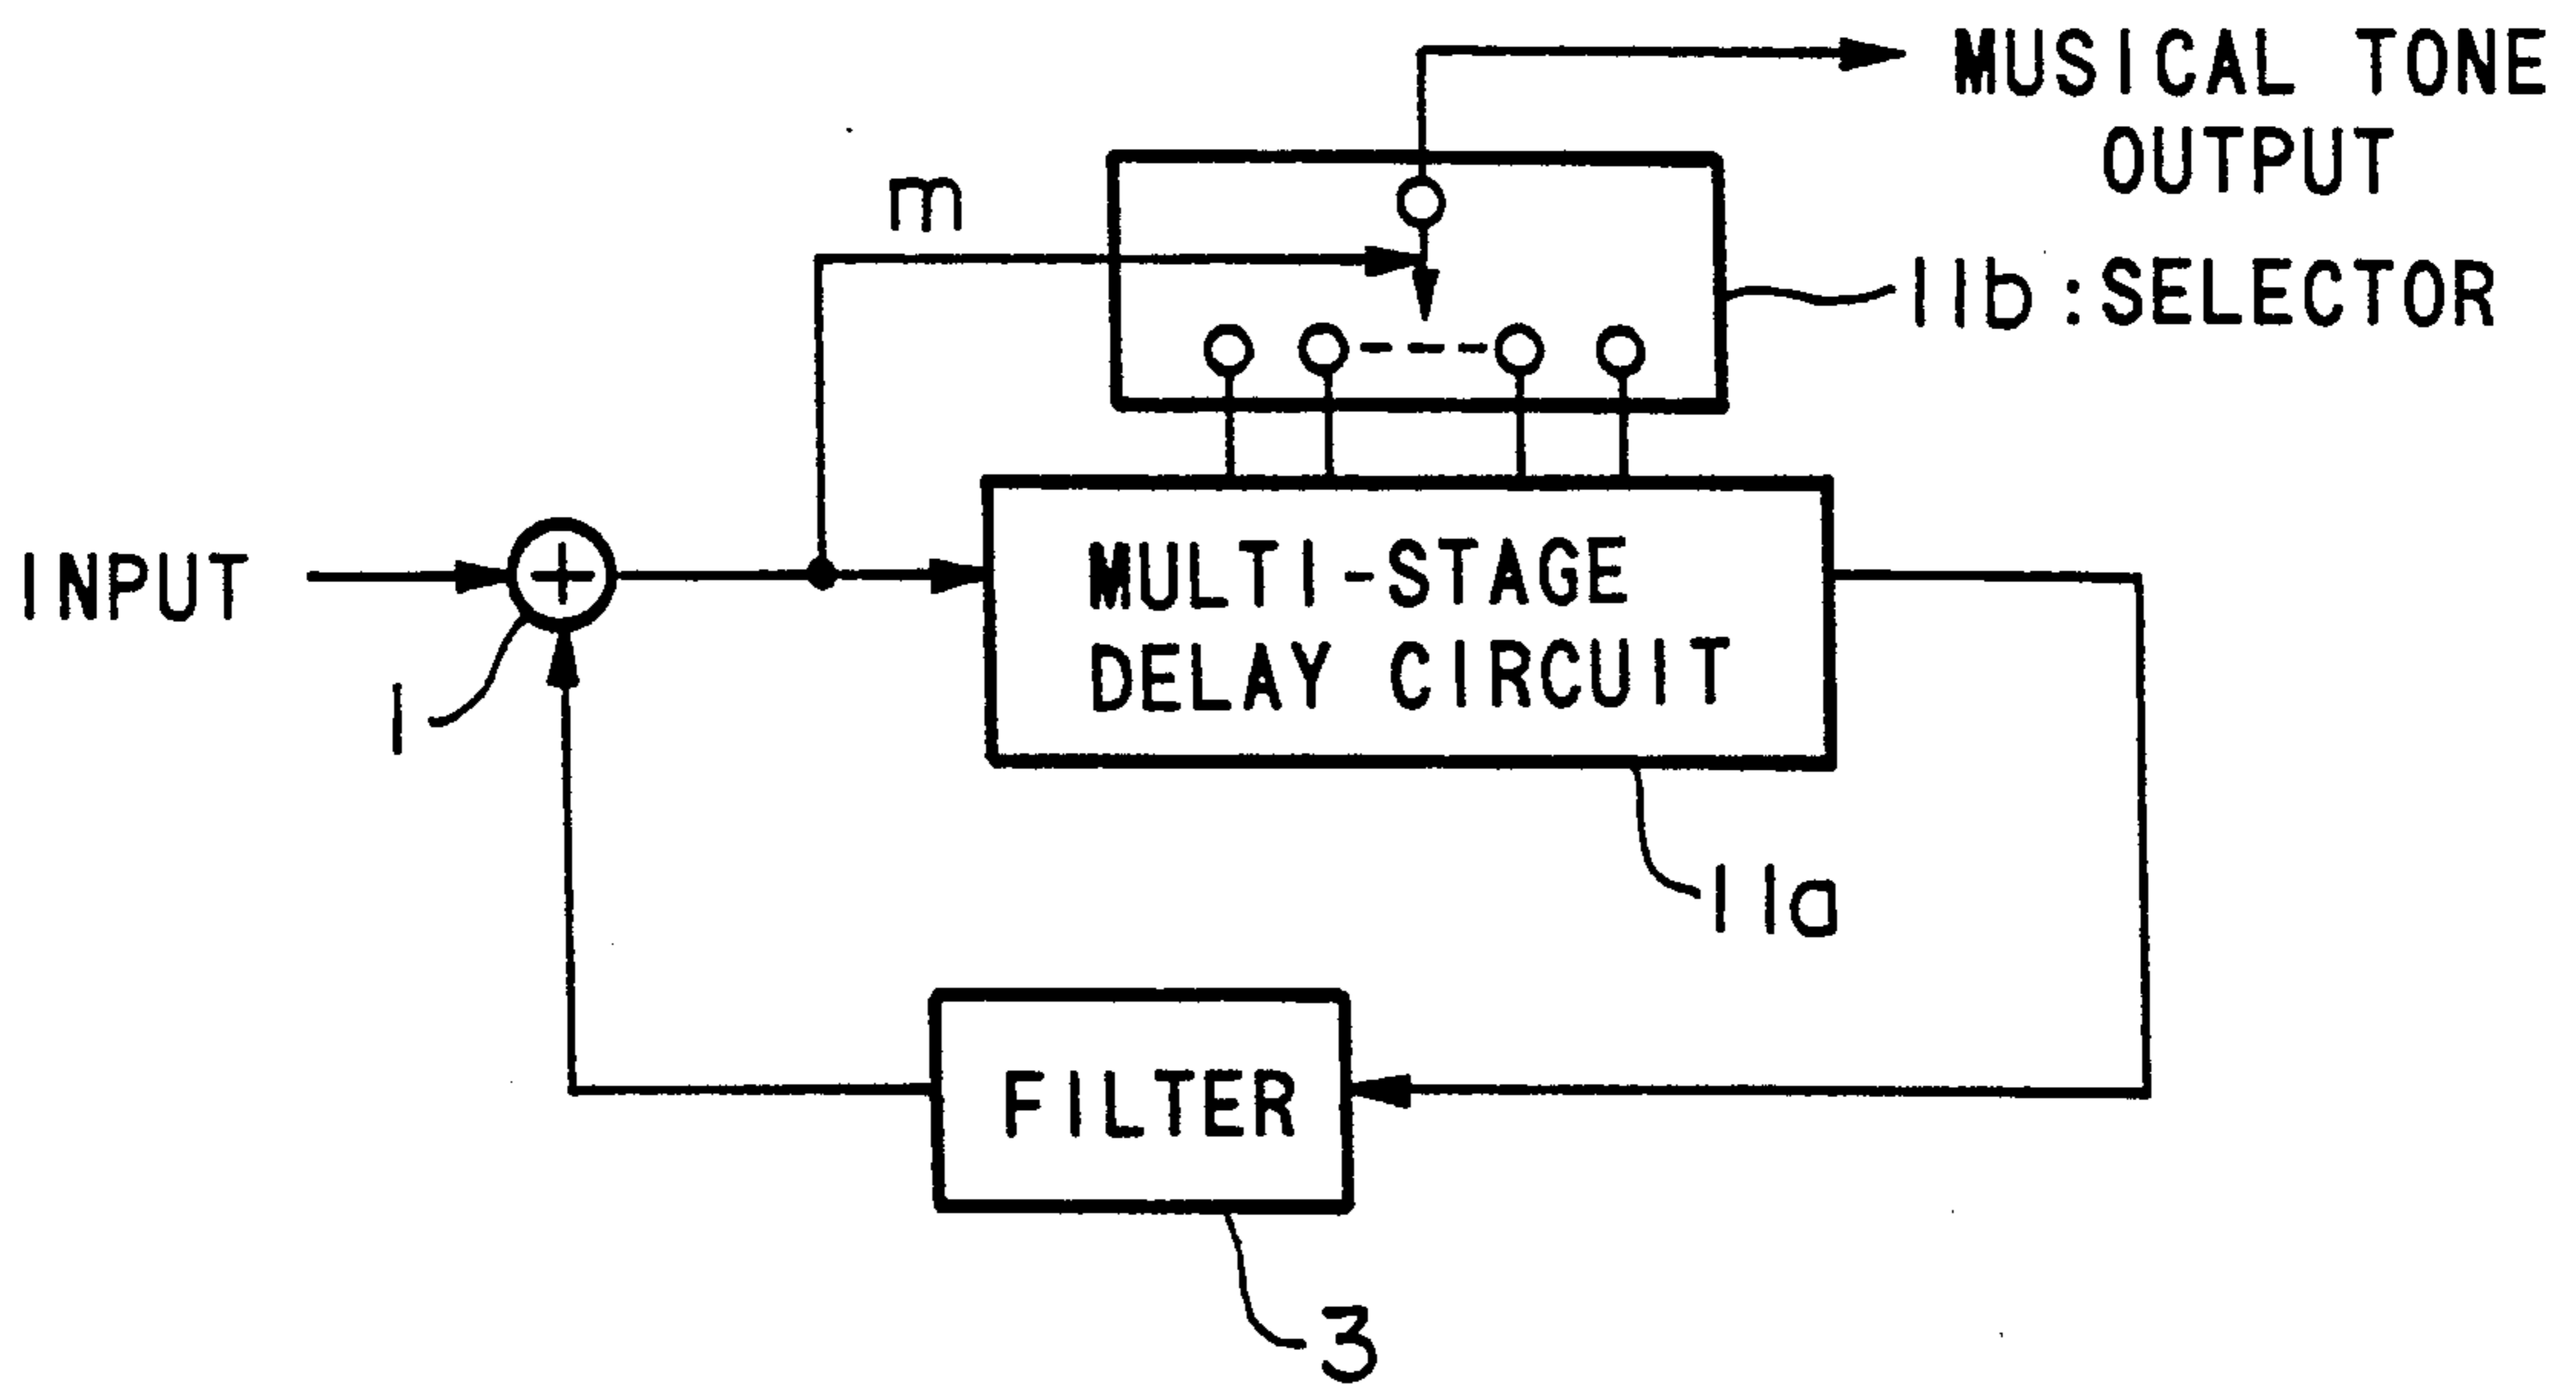 MUSICAL TONE
OUTPUT
m
11b:SELECTOR
INPUT
+
MULTI-STAGE
DELAY CIRCUIT
1
11a
FILTER
3